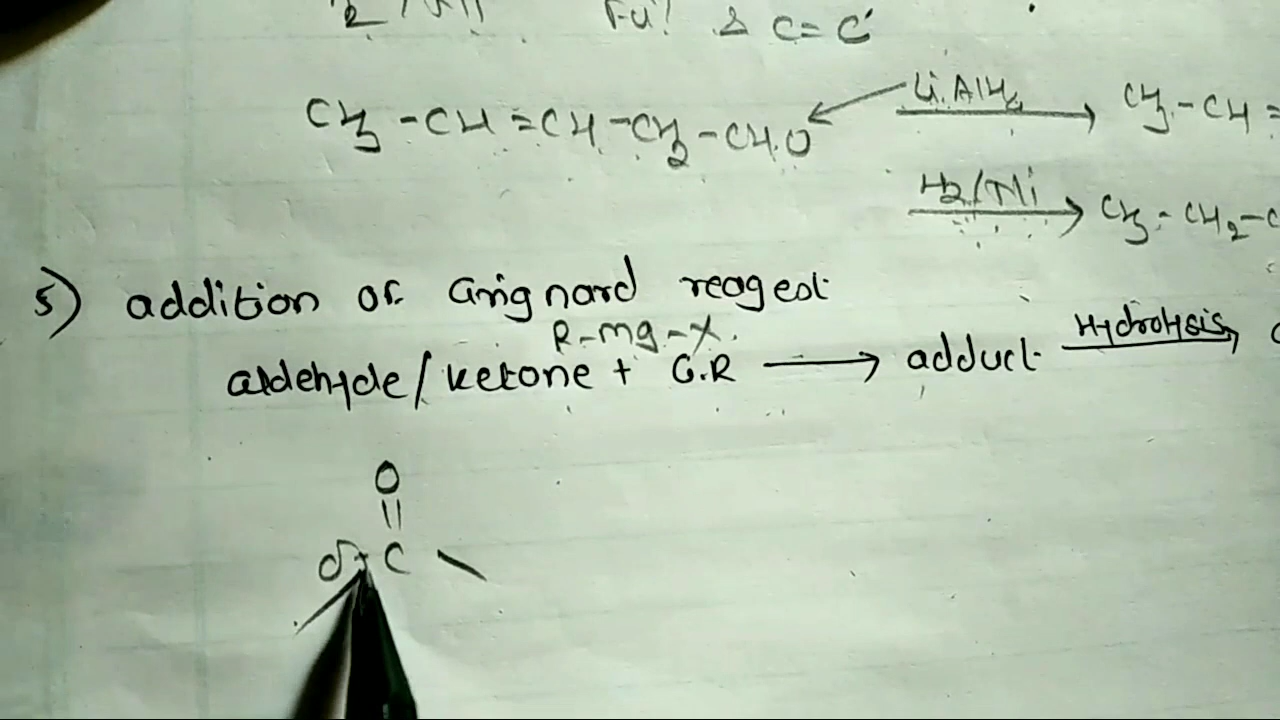 & C=C
CH3-CH=CH-CH2-CHO LiAlH4 → CH3-CH=
H2/Ni → CH3-CH2-C
5) addition of Grignard reagest
R-mg-X.
aldehyde/ketone + G.R → adduct Hydrolysis →
O
||
δ+ C